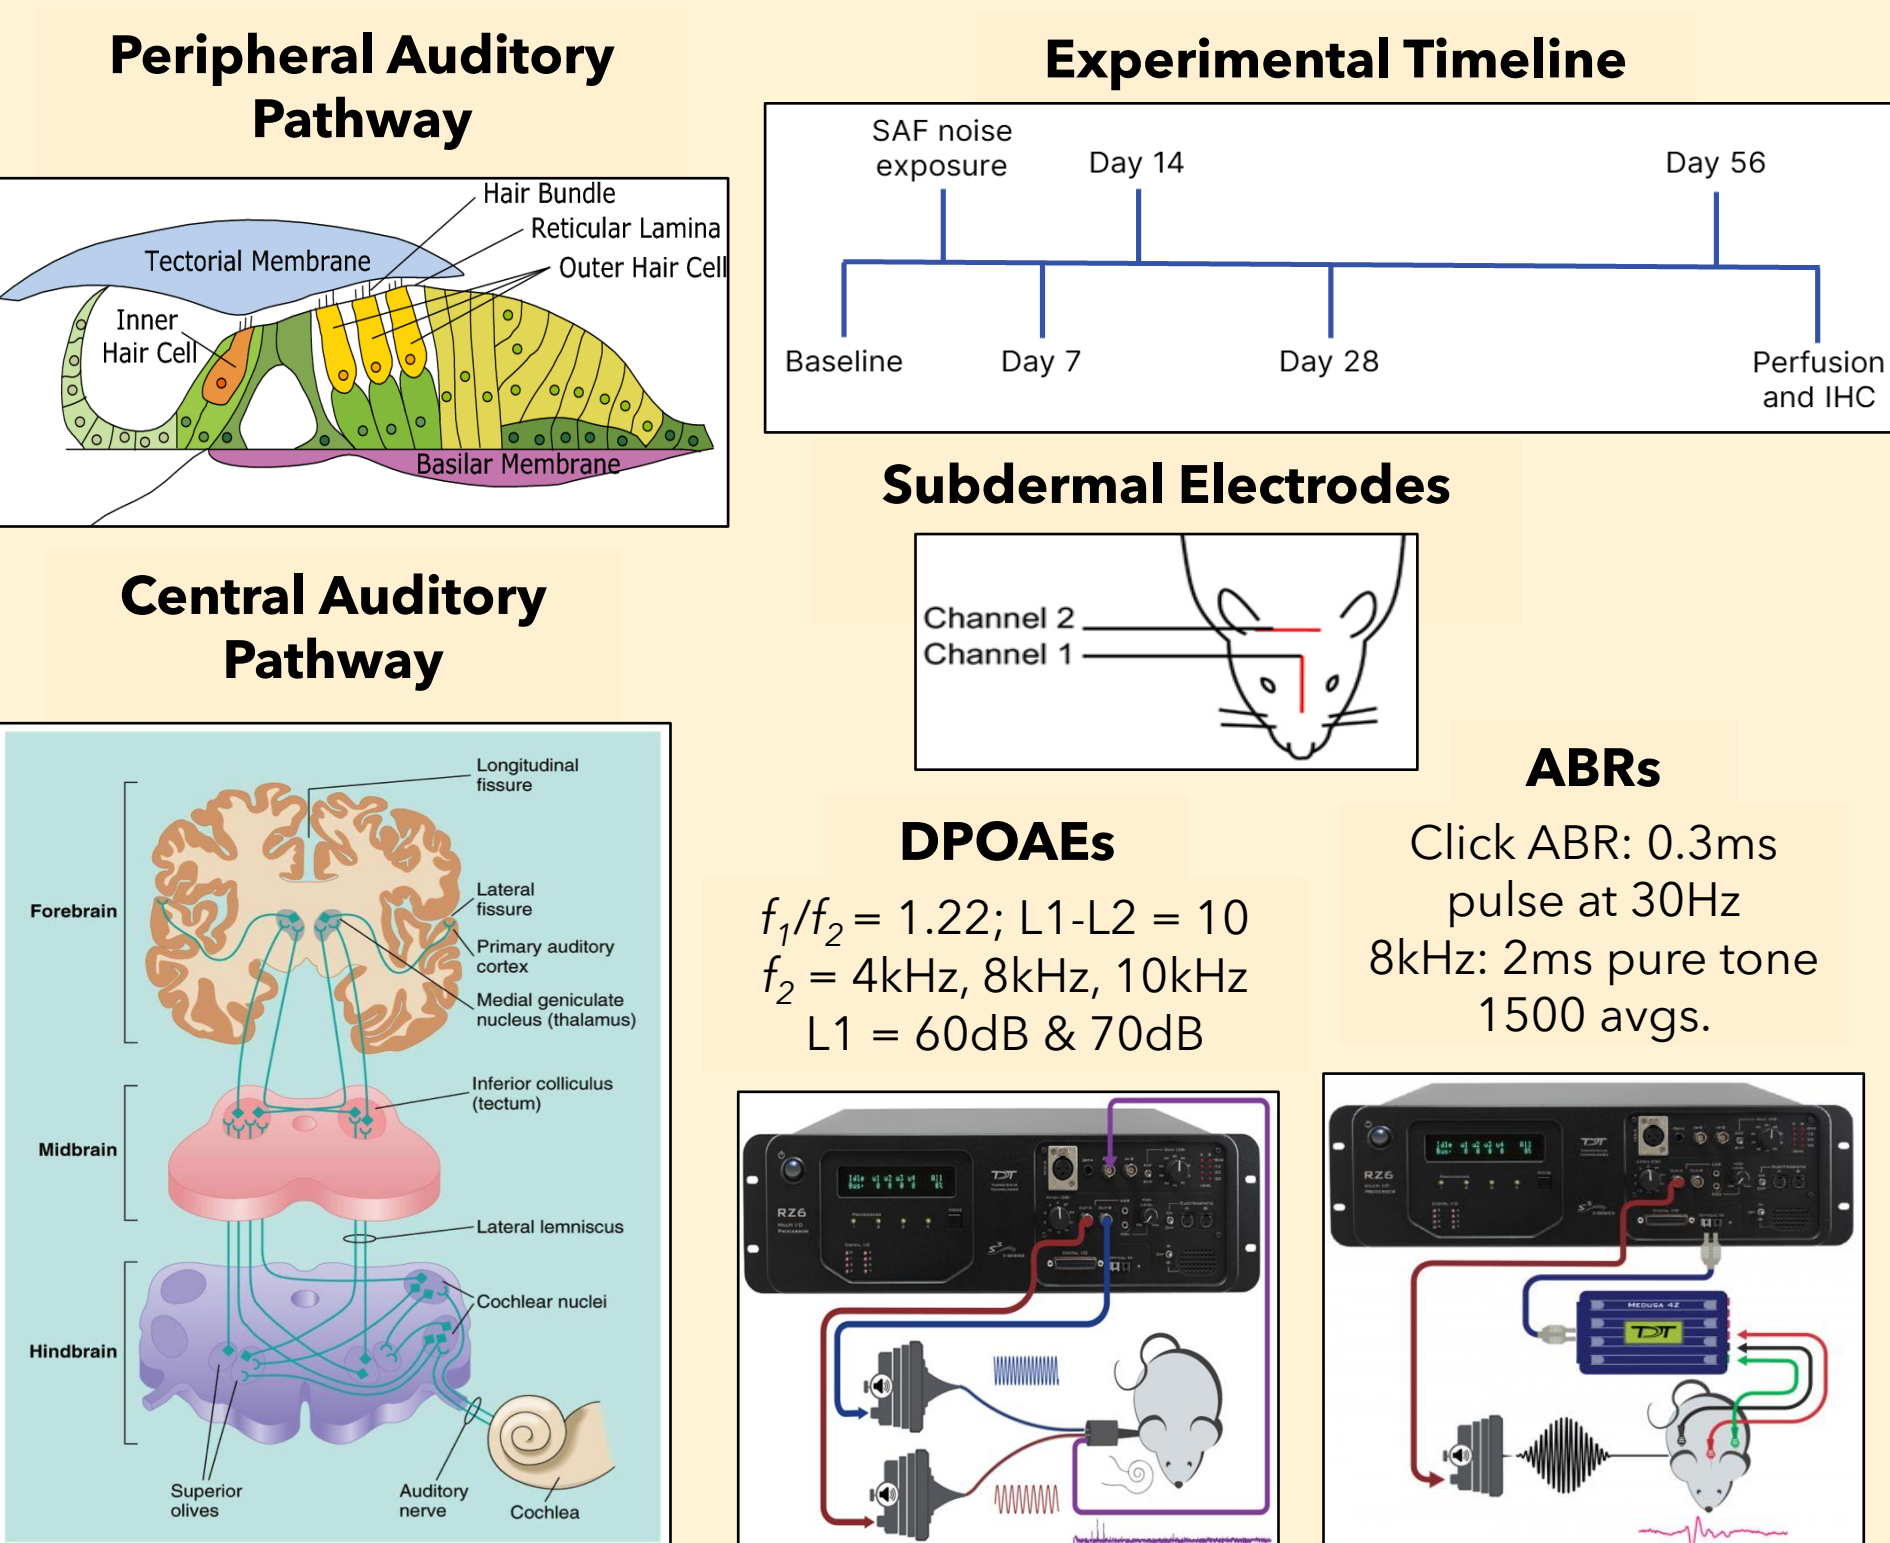 Peripheral Auditory
Pathway
Hair Bundle
Reticular Lamina
Outer Hair Cell
Tectorial Membrane
Inner
Hair Cell
Basilar Membrane
Central Auditory
Pathway
Longitudinal
fissure
Lateral
fissure
Primary auditory
cortex
Medial geniculate
nucleus (thalamus)
Forebrain
Inferior colliculus
(tectum)
Midbrain
Lateral lemniscus
Cochlear nuclei
Hindbrain
Superior
olives
Auditory
nerve
Cochlea
Experimental Timeline
SAF noise
exposure
Day 14
Day 56
Baseline
Day 7
Day 28
Perfusion
and IHC
Subdermal Electrodes
Channel 2
Channel 1
DPOAEs
f1/f2 = 1.22; L1-L2 = 10
f2 = 4kHz, 8kHz, 10kHz
L1 = 60dB & 70dB
RZ6
TDT
ABRs
Click ABR: 0.3ms
pulse at 30Hz
8kHz: 2ms pure tone
1500 avgs.
RZ6
TDT
MEDUSA 4Z
TDT